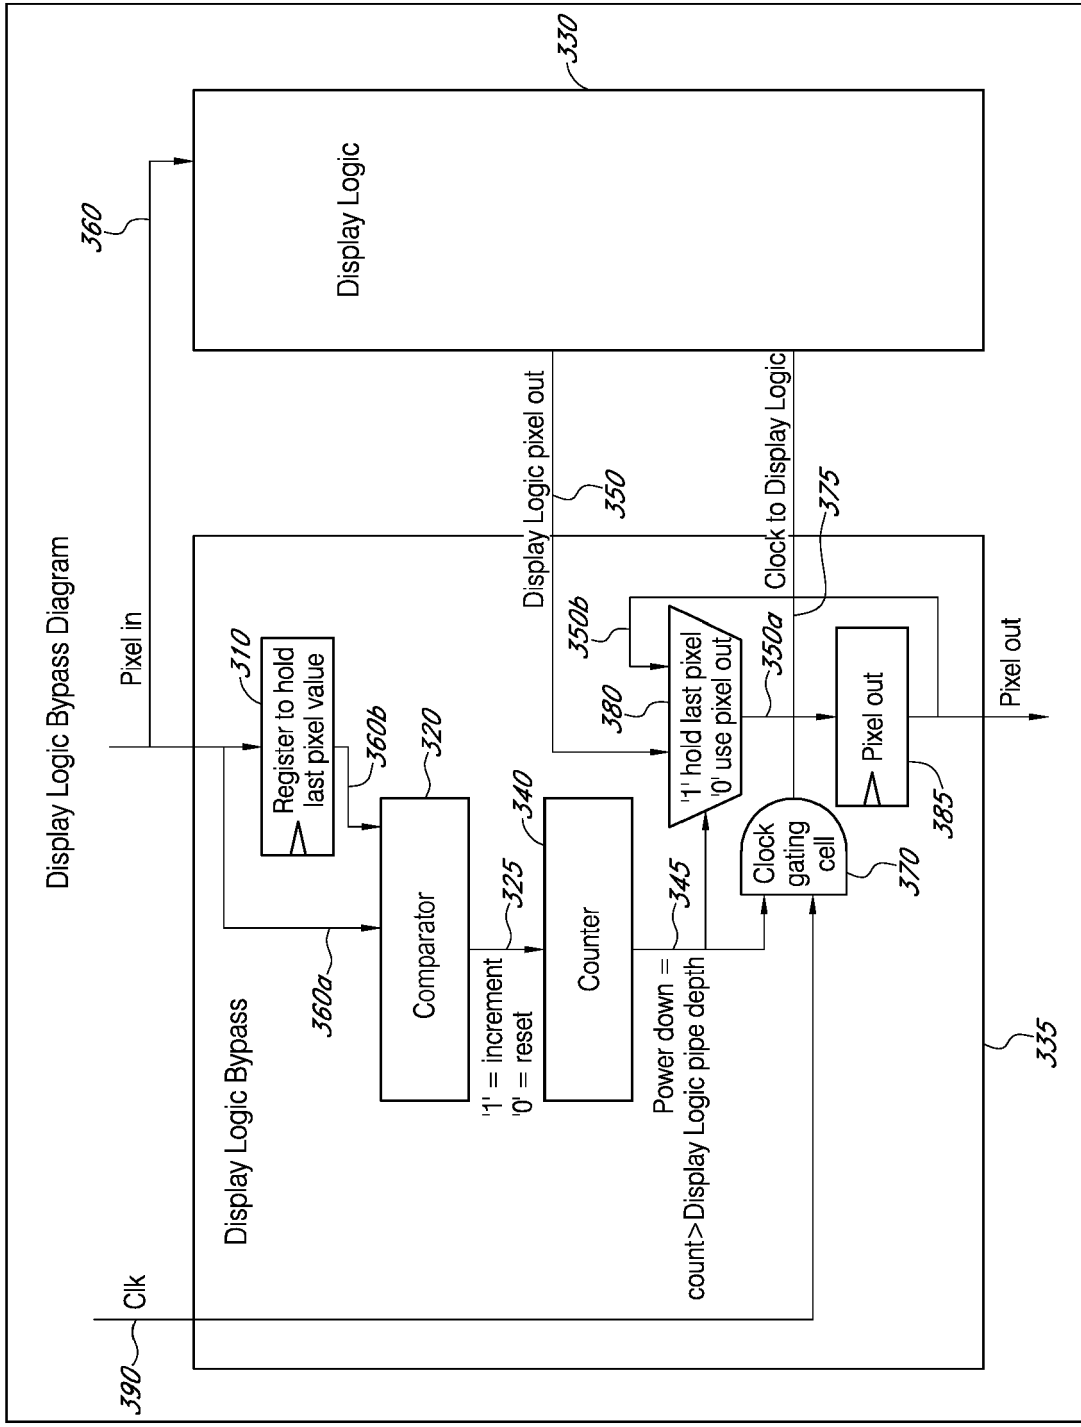 Display Logic Bypass Diagram
Clk
390
Pixel in
360
Display Logic Bypass
Register to hold
last pixel value
310
360a
360b
Comparator
320
'1' = increment
'0' = reset
325
Counter
340
Power down =
count>Display Logic pipe depth
345
Display Logic pixel out
350
350b
380
'1' hold last pixel
'0' use pixel out
350a
Clock
gating
cell
370
Clock to Display Logic
375
Pixel out
385
Pixel out
335
Display Logic
330